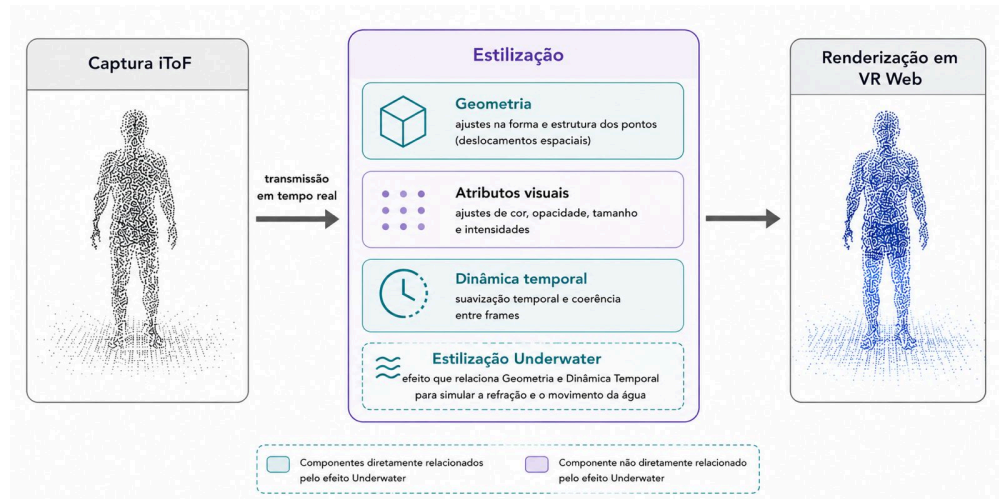 Captura iToF
transmissão
em tempo real
Estilização
Geometria
ajustes na forma e estrutura dos pontos
(deslocamentos espaciais)
Atributos visuais
ajustes de cor, opacidade, tamanho
e intensidades
Dinâmica temporal
suavização temporal e coerência
entre frames
Estilização Underwater
efeito que relaciona Geometria e Dinâmica Temporal
para simular a refração e o movimento da água
Renderização em
VR Web
Componentes diretamente relacionados
pelo efeito Underwater
Componente não diretamente relacionado
pelo efeito Underwater